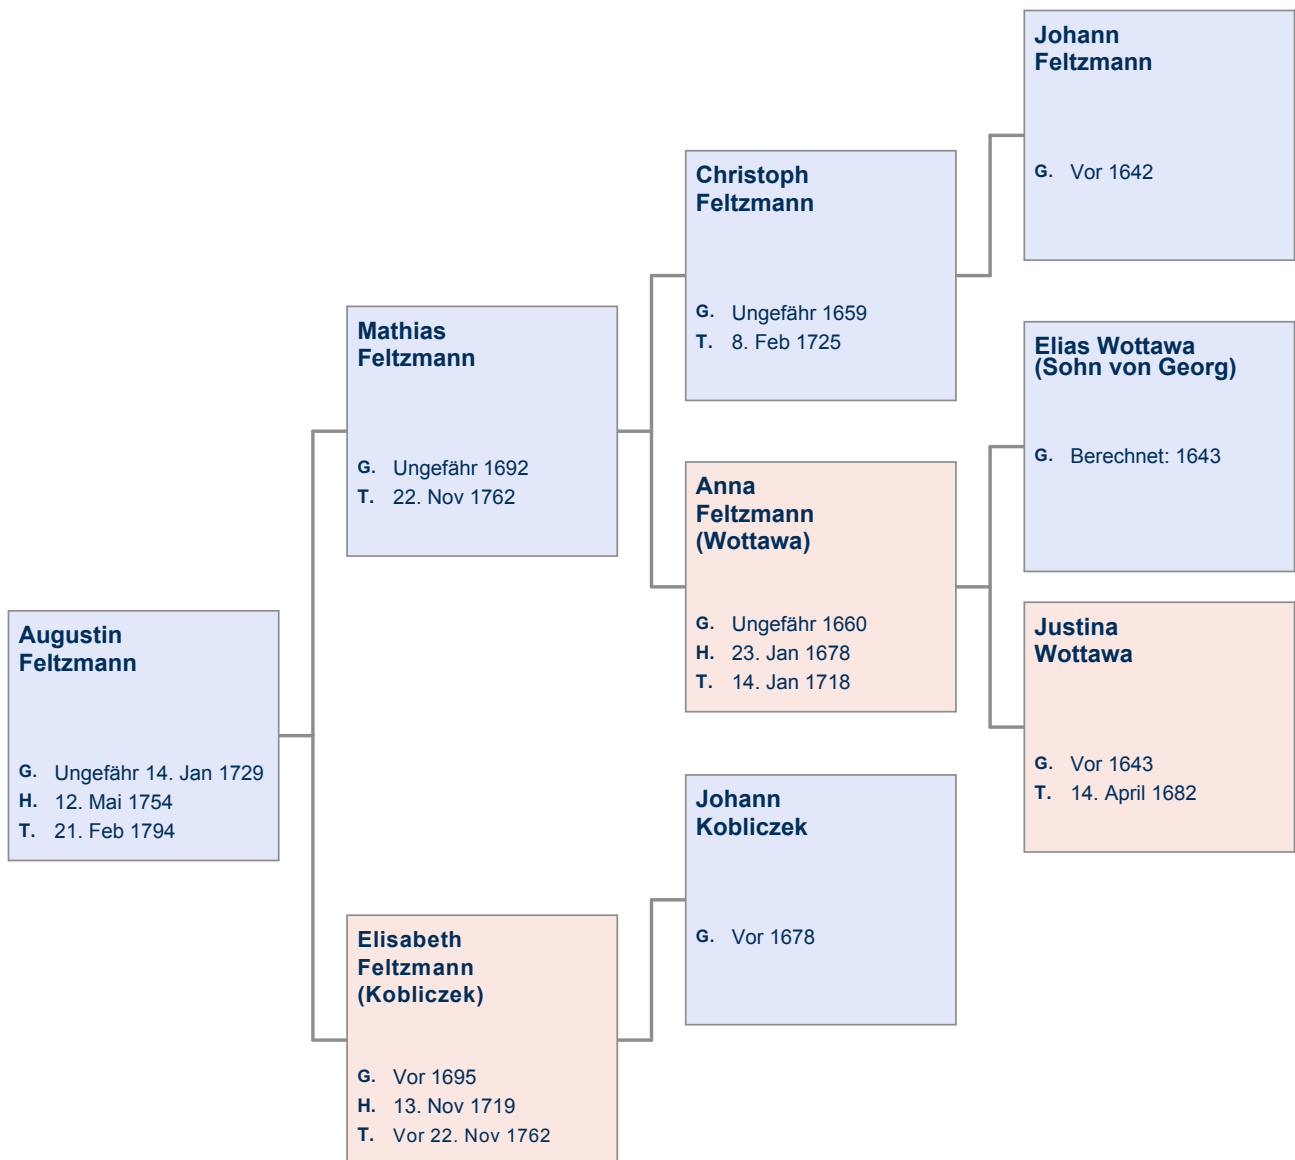 Augustin
Feltzmann
G. Ungefähr 14. Jan 1729
H. 12. Mai 1754
T. 21. Feb 1794
Mathias
Feltzmann
G. Ungefähr 1692
T. 22. Nov 1762
Elisabeth
Feltzmann
(Kobliczek)
G. Vor 1695
H. 13. Nov 1719
T. Vor 22. Nov 1762
Christoph
Feltzmann
G. Ungefähr 1659
T. 8. Feb 1725
Anna
Feltzmann
(Wottawa)
G. Ungefähr 1660
H. 23. Jan 1678
T. 14. Jan 1718
Johann
Kobliczek
G. Vor 1678
Johann
Feltzmann
G. Vor 1642
Elias Wottawa
(Sohn von Georg)
G. Berechnet: 1643
Justina
Wottawa
G. Vor 1643
T. 14. April 1682